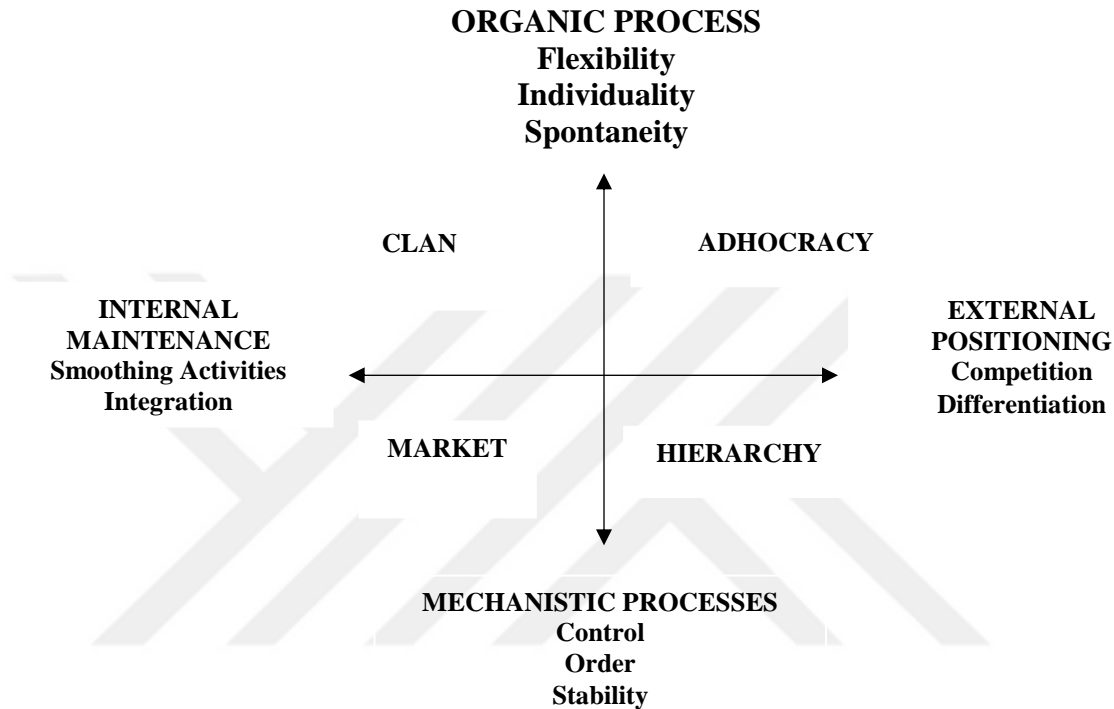 ORGANIC PROCESS
Flexibility
Individuality
Spontaneity
CLAN
ADHOCRACY
INTERNAL
MAINTENANCE
Smoothing Activities
Integration
EXTERNAL
POSITIONING
Competition
Differentiation
MARKET
HIERARCHY
MECHANISTIC PROCESSES
Control
Order
Stability